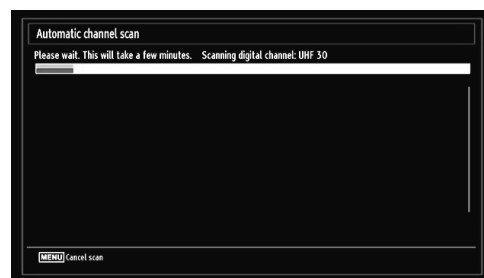 Automatic channel scan
Please wait. This will take a few minutes. Scanning digital channel: UHF 30
MENU Cancel scan